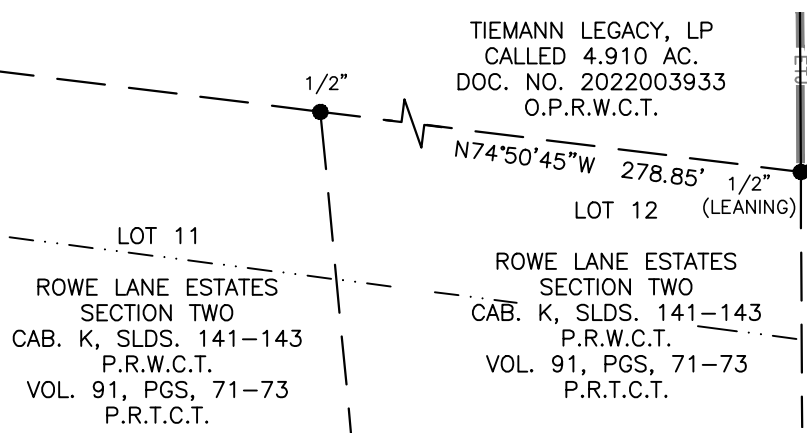 TIEMANN LEGACY, LP
CALLED 4.910 AC.
DOC. NO. 2022003933
O.P.R.W.C.T.
ETJ
1/2"
N74°50'45"W 278.85'
1/2"
(LEANING)
LOT 12
LOT 11
ROWE LANE ESTATES
SECTION TWO
CAB. K, SLDS. 141-143
P.R.W.C.T.
VOL. 91, PGS, 71-73
P.R.T.C.T.
ROWE LANE ESTATES
SECTION TWO
CAB. K, SLDS. 141-143
P.R.W.C.T.
VOL. 91, PGS, 71-73
P.R.T.C.T.